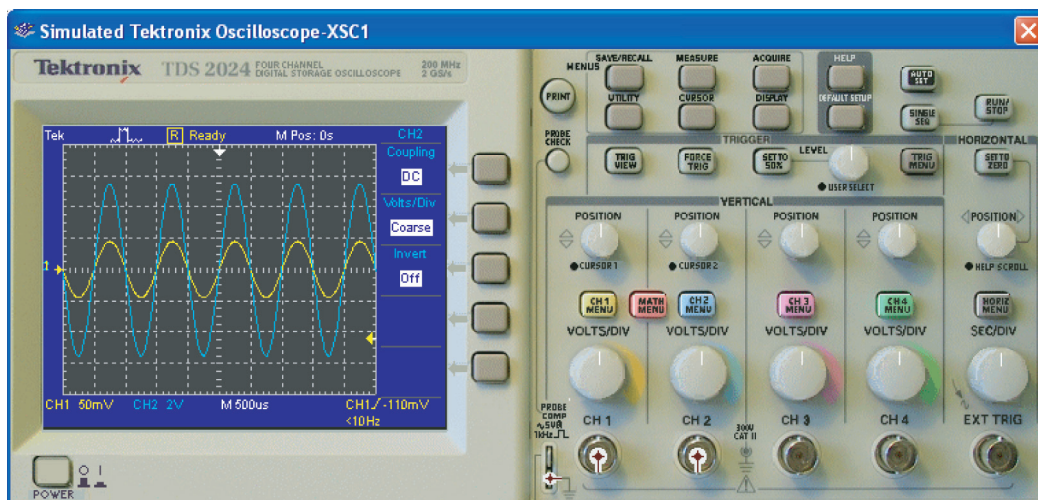 Simulated Tektronix Oscilloscope-XSC1
Tektronix TDS 2024 FOUR CHANNEL DIGITAL STORAGE OSCILLOSCOPE 200 MHz 2 GS/s
Tek R Ready M Pos: 0s CH2
Coupling
DC
Volts/Div
Coarse
Invert
Off
1
CH1 50mV CH2 2V M 500us CH1 -110mV
<10Hz
POWER
PRINT
MENUS
SAVE/RECALL MEASURE ACQUIRE HELP
UTILITY CURSOR DISPLAY DEFAULT SETUP
AUTO SET
SINGLE SEQ
RUN/STOP
PROBE CHECK
TRIGGER
TRIG VIEW
FORCE TRIG
SET TO 50%
LEVEL
USER SELECT
TRIG MENU
HORIZONTAL
SET TO ZERO
VERTICAL
POSITION POSITION POSITION POSITION POSITION
CURSOR 1 CURSOR 2 HELP SCROLL
CH 1 MENU
MATH MENU
CH 2 MENU
CH 3 MENU
CH 4 MENU
HORIZ MENU
VOLTS/DIV VOLTS/DIV VOLTS/DIV VOLTS/DIV SEC/DIV
PROBE COMP
~5V@
1kHz
CH 1 CH 2 CH 3 CH 4 EXT TRIG
300V CAT II